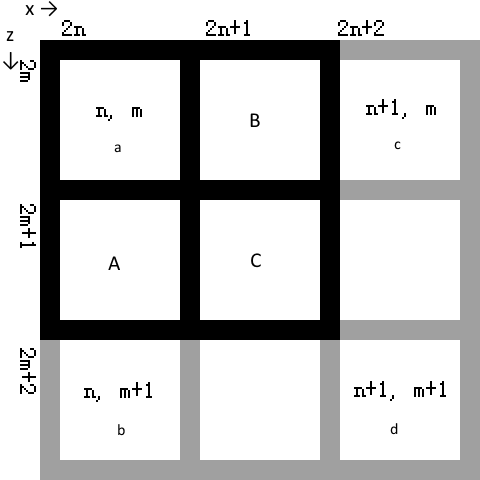 x →
z
↓
2n
2n+1
2n+2
2m
n, m
a
B
n+1, m
c
2m+1
A
C
2m+2
n, m+1
b
n+1, m+1
d